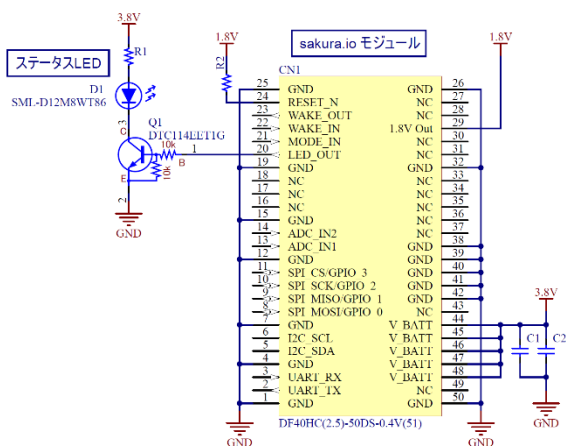 3.8V
1.8V
sakura.io モジュール
1.8V
ステータスLED
R1
D1
SML-D12M8WT86
Q1
DTC114EET1G
3
C
10k
10k
B
1
E
2
GND
R2
CN1
25 GND
24 RESET_N
23 WAKE_OUT
22 WAKE_IN
21 MODE_IN
20 LED_OUT
19 GND
18 NC
17 NC
16 NC
15 GND
14 ADC_IN2
13 ADC_IN1
12 GND
11 SPI_CS/GPIO_3
10 SPI_SCK/GPIO_2
9 SPI_MISO/GPIO_1
8 SPI_MOSI/GPIO_0
7 GND
6 I2C_SCL
5 I2C_SDA
4 GND
3 UART_RX
2 UART_TX
1 GND
GND 26
NC 27
NC 28
1.8V Out 29
NC 30
NC 31
GND 32
NC 33
NC 34
NC 35
NC 36
NC 37
GND 38
GND 39
GND 40
GND 41
GND 42
NC 43
V_BATT 44
V_BATT 45
V_BATT 46
V_BATT 47
V_BATT 48
NC 49
GND 50
DF40HC(2.5)-50DS-0.4V(51)
GND
GND
3.8V
C1
C2
GND